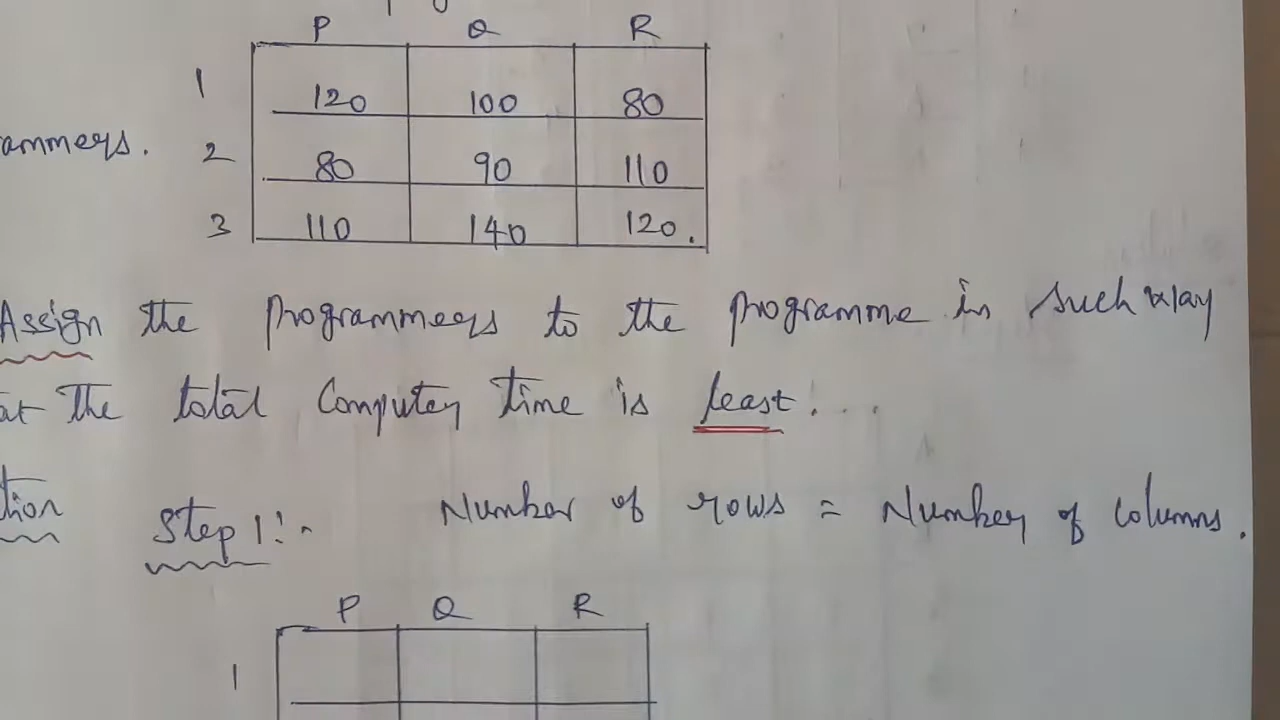 P Q R
1 120 100 80
ammers. 2 80 90 110
3 110 140 120.
Assign the programmers to the programme in such way
at the total Computer time is least. . .
tion Step 1:- Number of rows = Number of columns.
P Q R
1